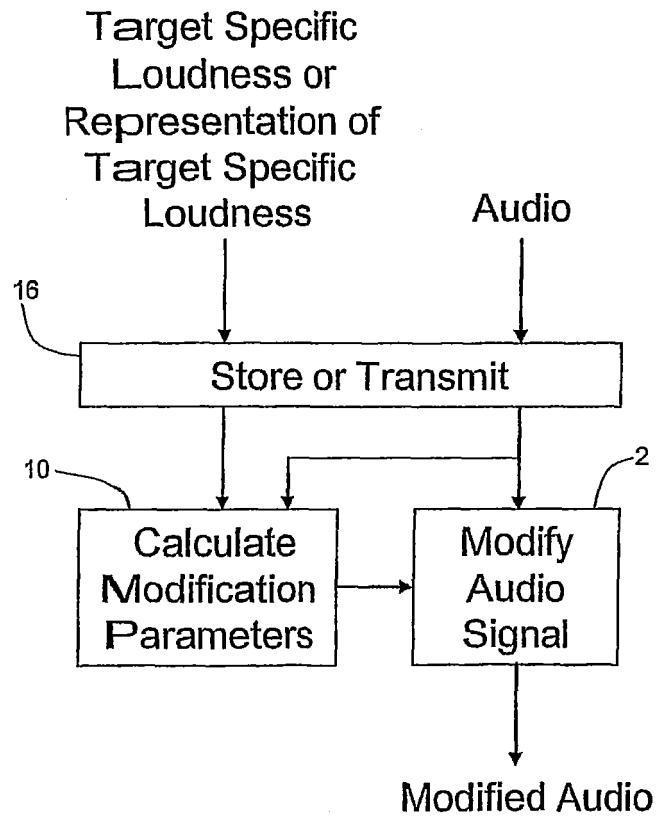 Target Specific
Loudness or
Representation of
Target Specific
Loudness
Audio
16
Store or Transmit
10
2
Calculate
Modification
Parameters
Modify
Audio
Signal
Modified Audio